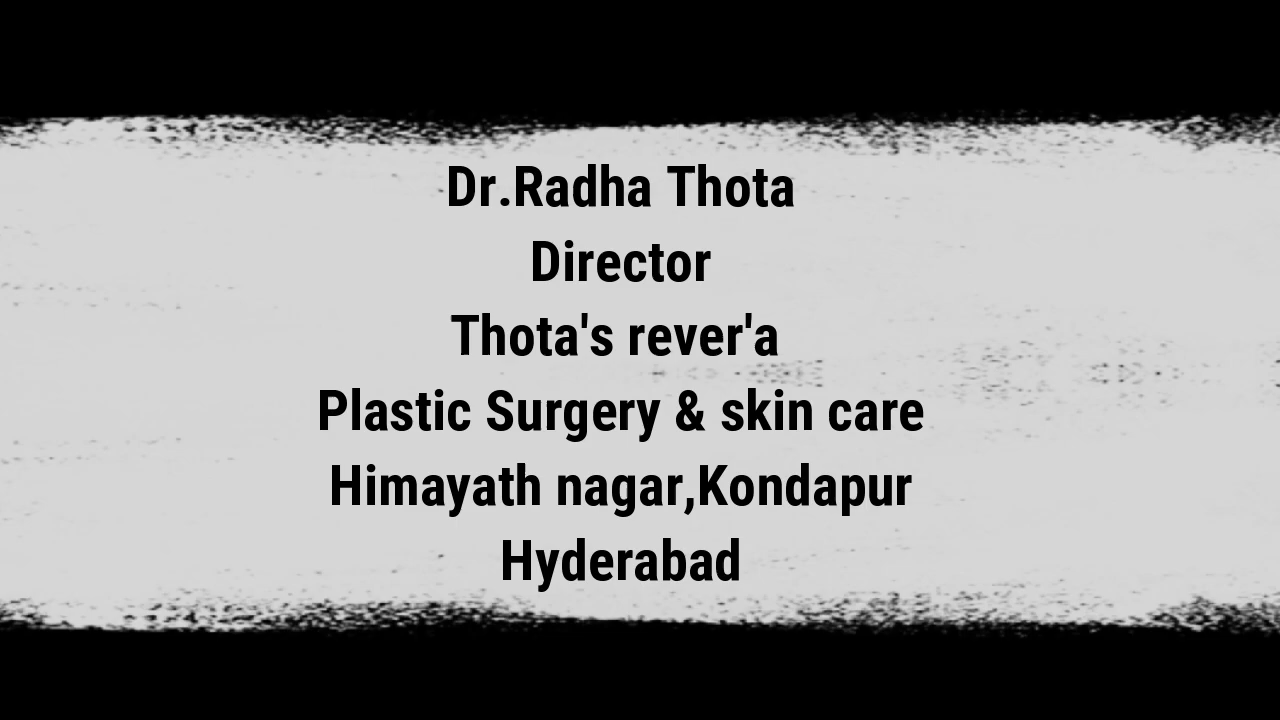 Dr.Radha Thota
Director
Thota's rever'a
Plastic Surgery & skin care
Himayath nagar,Kondapur
Hyderabad